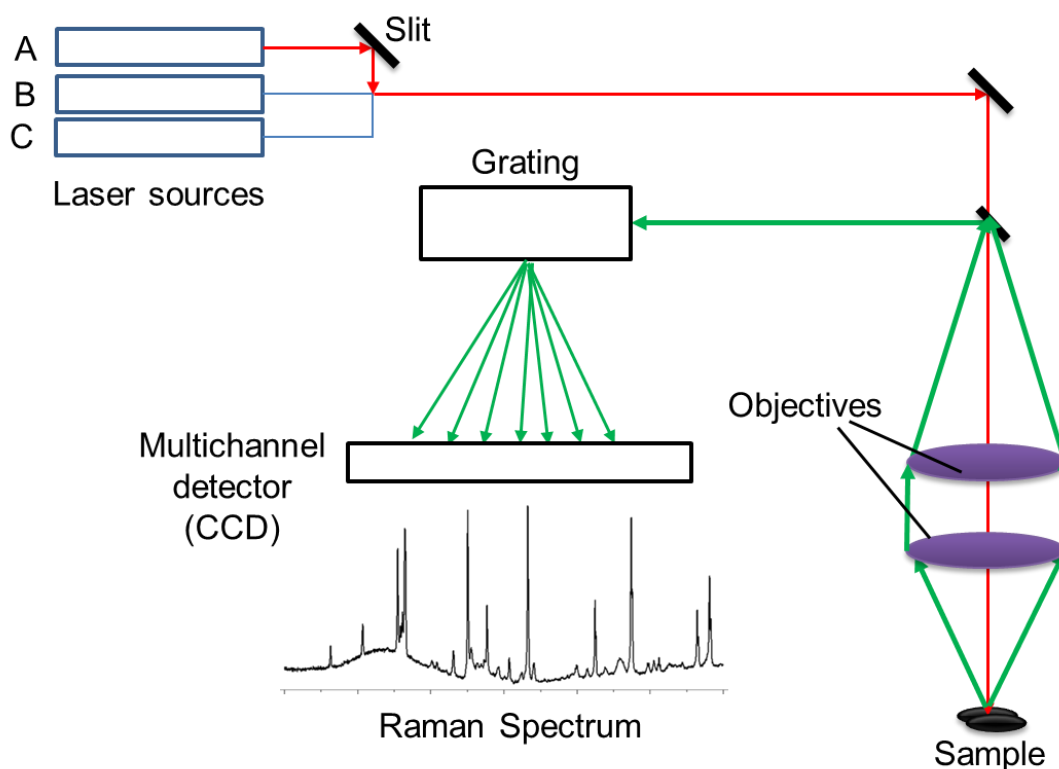 A
Slit
B
C
Laser sources
Grating
Objectives
Multichannel
detector
(CCD)
Raman Spectrum
Sample